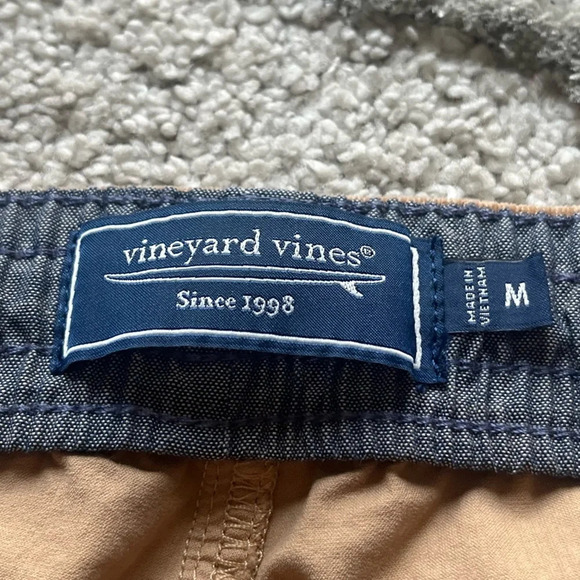 vineyard vines®
Since 1998
MADE IN
VIETNAM
M